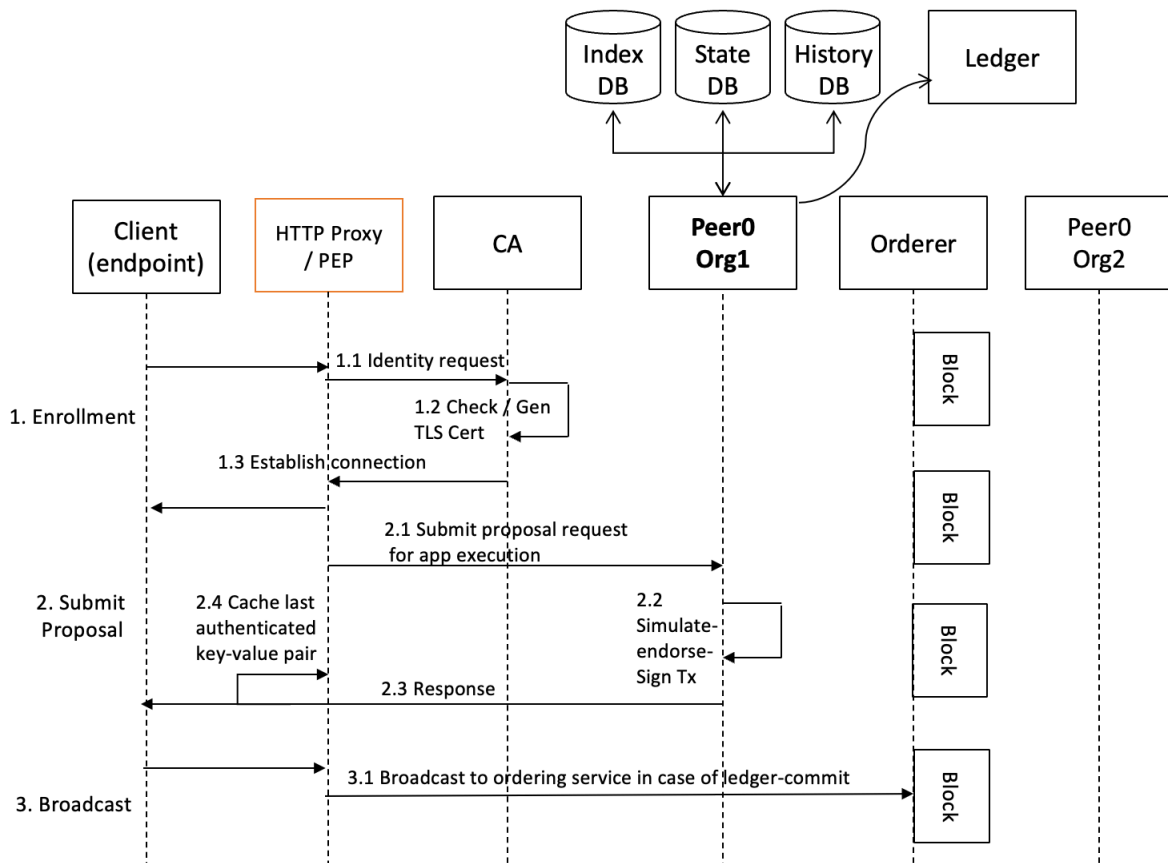 Index
DB
State
DB
History
DB
Ledger
Client
(endpoint)
HTTP Proxy
/ PEP
CA
Peer0
Org1
Orderer
Peer0
Org2
1.1 Identity request
Block
1. Enrollment
1.2 Check / Gen
TLS Cert
1.3 Establish connection
Block
2.1 Submit proposal request
for app execution
2. Submit
Proposal
2.4 Cache last
authenticated
key-value pair
2.2
Simulate-
endorse-
Sign Tx
Block
2.3 Response
3. Broadcast
3.1 Broadcast to ordering service in case of ledger-commit
Block